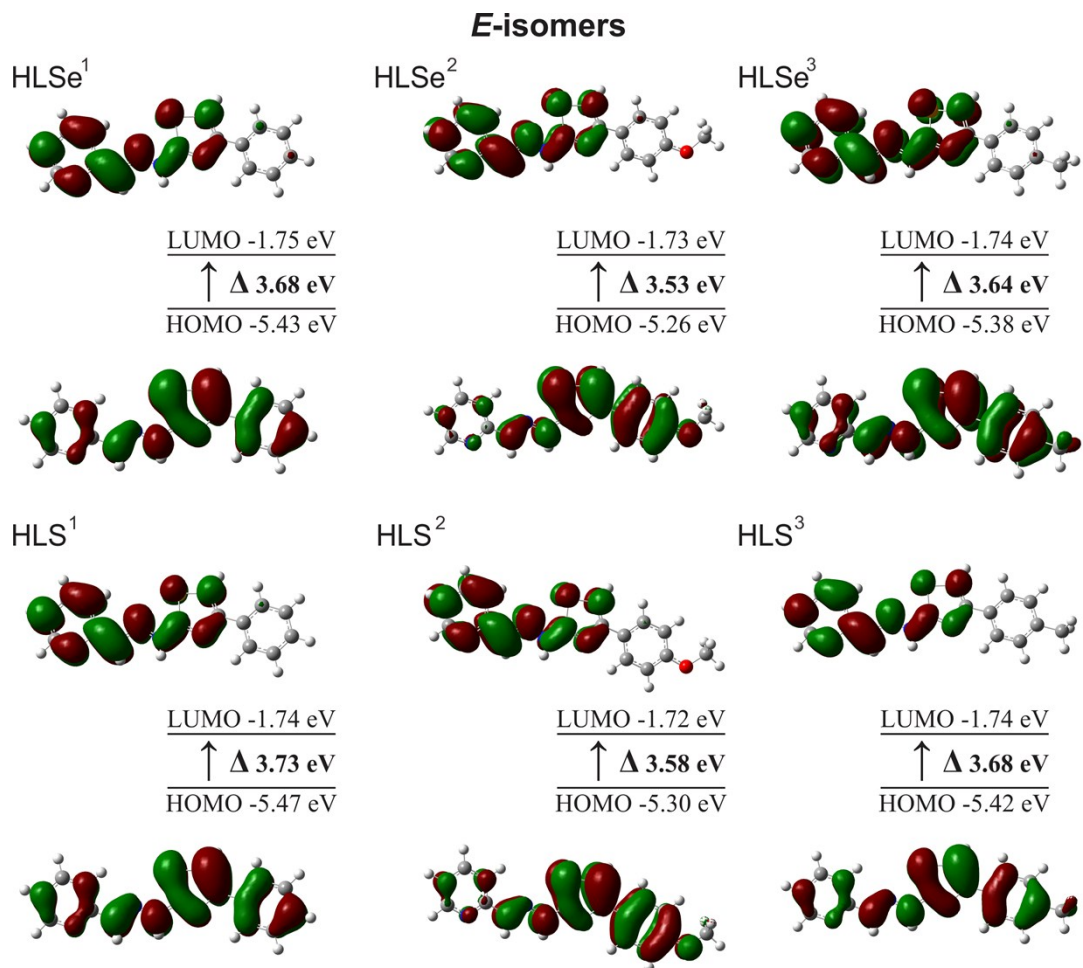 E-isomers
HLSe1 HLSe2 HLSe3
LUMO -1.75 eV LUMO -1.73 eV LUMO -1.74 eV
↑ Δ 3.68 eV ↑ Δ 3.53 eV ↑ Δ 3.64 eV
HOMO -5.43 eV HOMO -5.26 eV HOMO -5.38 eV
HLS1 HLS2 HLS3
LUMO -1.74 eV LUMO -1.72 eV LUMO -1.74 eV
↑ Δ 3.73 eV ↑ Δ 3.58 eV ↑ Δ 3.68 eV
HOMO -5.47 eV HOMO -5.30 eV HOMO -5.42 eV